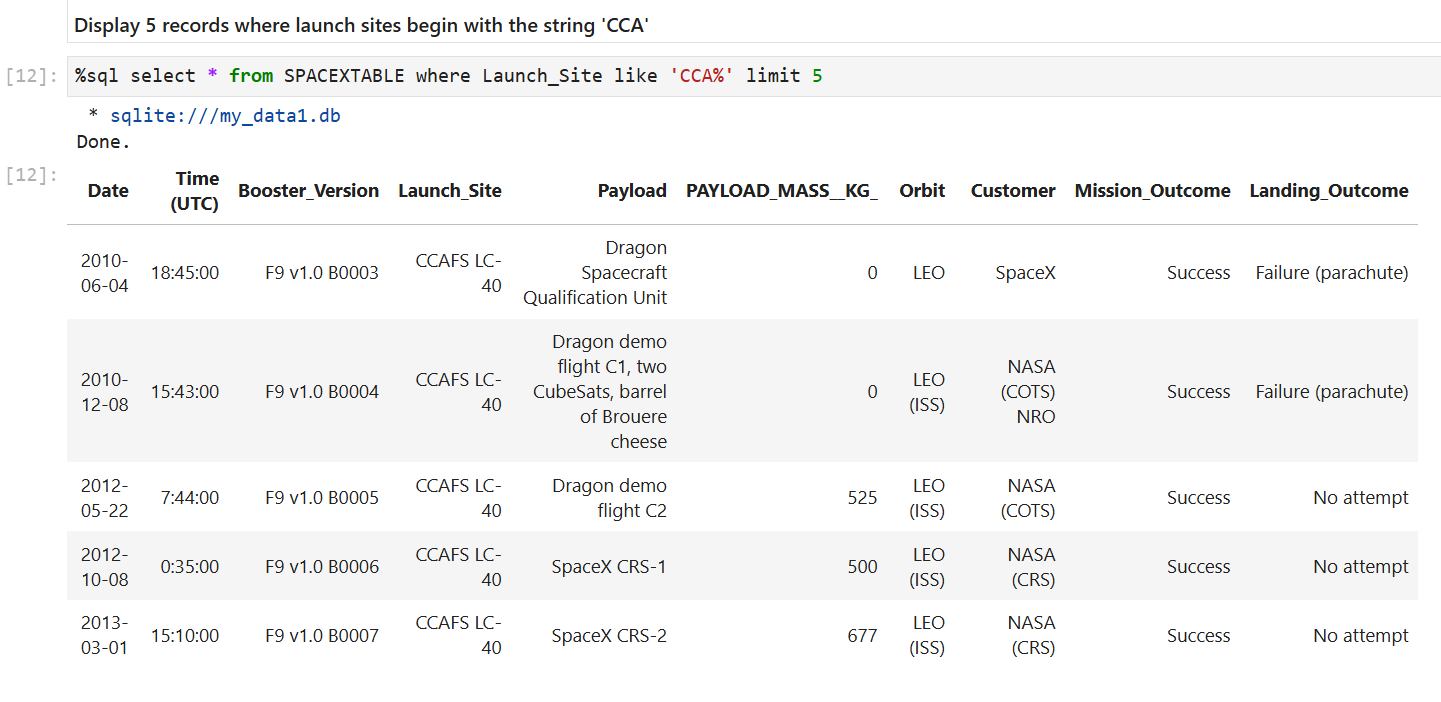 Display 5 records where launch sites begin with the string 'CCA'
[12]: %sql select * from SPACEXTABLE where Launch_Site like 'CCA%' limit 5
* sqlite:///my_data1.db
Done.
[12]:
Date Time (UTC) Booster_Version Launch_Site Payload PAYLOAD_MASS__KG_ Orbit Customer Mission_Outcome Landing_Outcome
2010-06-04 18:45:00 F9 v1.0 B0003 CCAFS LC-40 Dragon Spacecraft Qualification Unit 0 LEO SpaceX Success Failure (parachute)
2010-12-08 15:43:00 F9 v1.0 B0004 CCAFS LC-40 Dragon demo flight C1, two CubeSats, barrel of Brouere cheese 0 LEO (ISS) NASA (COTS) NRO Success Failure (parachute)
2012-05-22 7:44:00 F9 v1.0 B0005 CCAFS LC-40 Dragon demo flight C2 525 LEO (ISS) NASA (COTS) Success No attempt
2012-10-08 0:35:00 F9 v1.0 B0006 CCAFS LC-40 SpaceX CRS-1 500 LEO (ISS) NASA (CRS) Success No attempt
2013-03-01 15:10:00 F9 v1.0 B0007 CCAFS LC-40 SpaceX CRS-2 677 LEO (ISS) NASA (CRS) Success No attempt